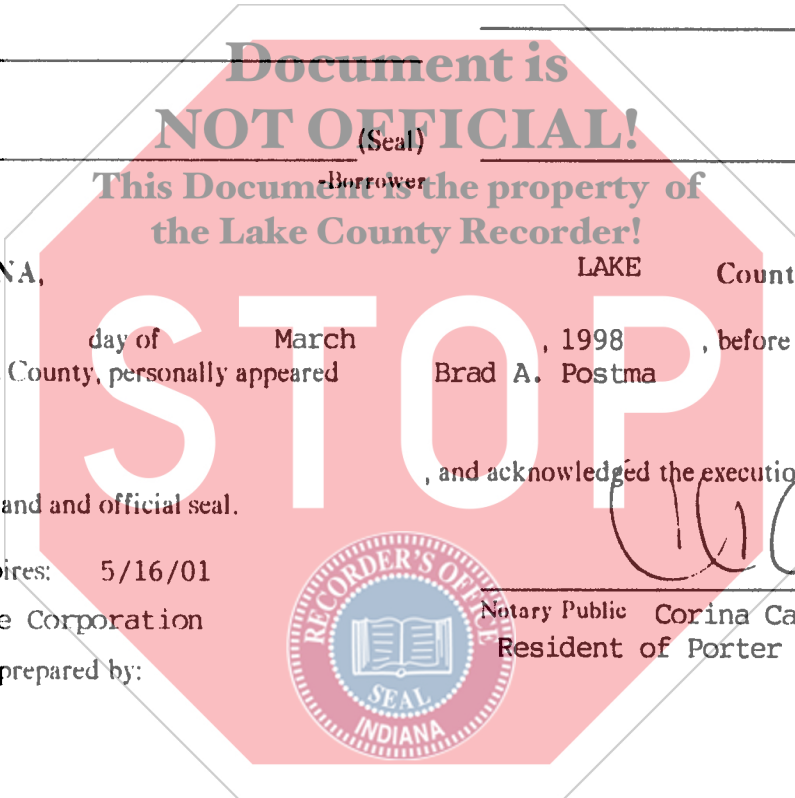 Document is
NOT OFFICIAL!
(Seal)
-Borrower
This Document is the property of
the Lake County Recorder!
NA, LAKE Count
STOP
day of March , 1998 , before
County, personally appeared Brad A. Postma
, and acknowledged the executio
and and official seal.
ires: 5/16/01
e Corporation
Notary Public Corina Ca
Resident of Porter
prepared by:
RECORDER'S OFFICE
SEAL
INDIANA